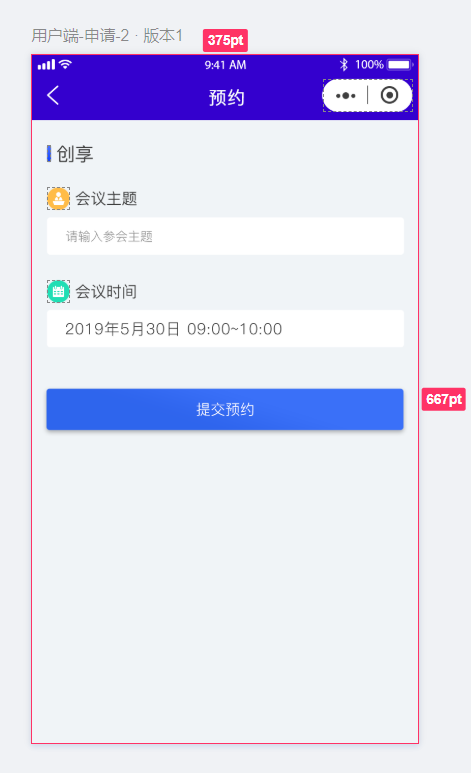 用户端-申请-2 · 版本1
375pt
9:41 AM
100%
预约
创享
会议主题
请输入参会主题
会议时间
2019年5月30日 09:00~10:00
667pt
提交预约